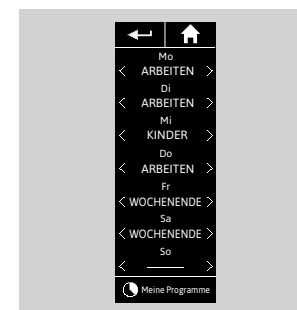 Mo
< ARBEITEN >
Di
< ARBEITEN >
Mi
< KINDER >
Do
< ARBEITEN >
Fr
< WOCHENENDE >
Sa
< WOCHENENDE >
So
< ——— >
Meine Programme